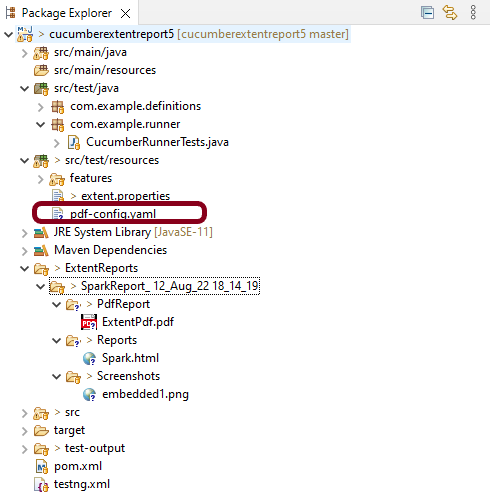 Package Explorer
cucumberextentreport5 [cucumberextentreport5 master]
src/main/java
src/main/resources
src/test/java
com.example.definitions
com.example.runner
CucumberRunnerTests.java
> src/test/resources
features
> extent.properties
pdf-config.yaml
JRE System Library [JavaSE-11]
Maven Dependencies
> ExtentReports
> SparkReport_ 12_Aug_22 18_14_19
> PdfReport
ExtentPdf.pdf
> Reports
Spark.html
> Screenshots
embedded1.png
> src
target
> test-output
pom.xml
testng.xml